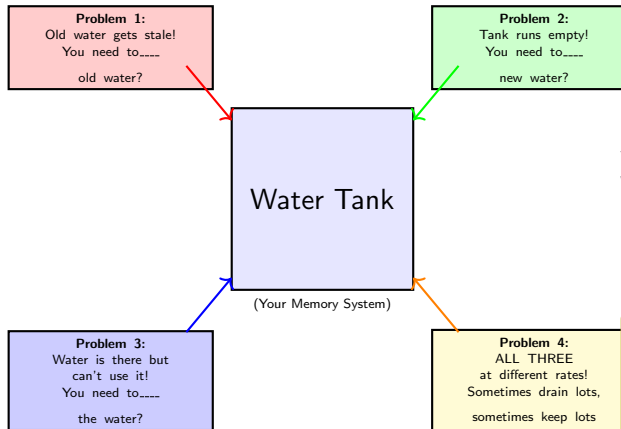 Problem 1:
Old water gets stale!
You need to____
old water?
Problem 2:
Tank runs empty!
You need to____
new water?
Water Tank
(Your Memory System)
Problem 3:
Water is there but
can't use it!
You need to____
the water?
Problem 4:
ALL THREE
at different rates!
Sometimes drain lots,
sometimes keep lots